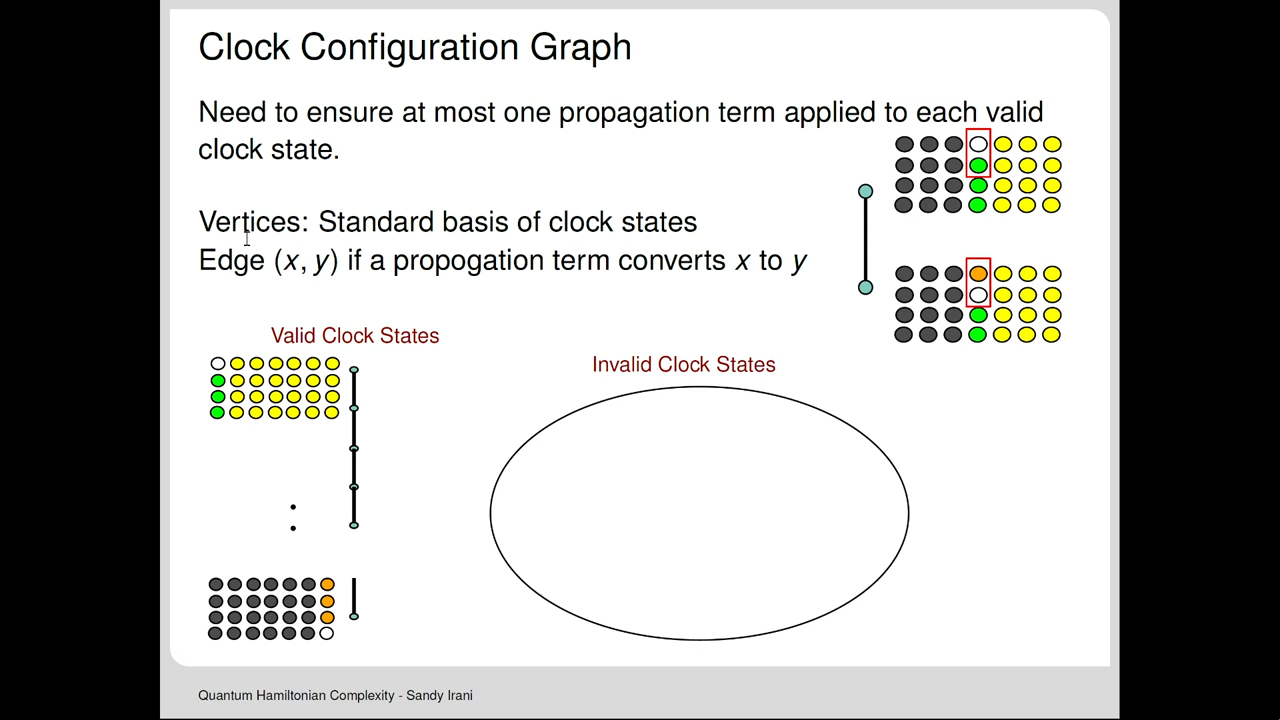 Clock Configuration Graph
Need to ensure at most one propagation term applied to each valid
clock state.
Vertices: Standard basis of clock states
Edge (x, y) if a propogation term converts x to y
Valid Clock States
Invalid Clock States
Quantum Hamiltonian Complexity - Sandy Irani